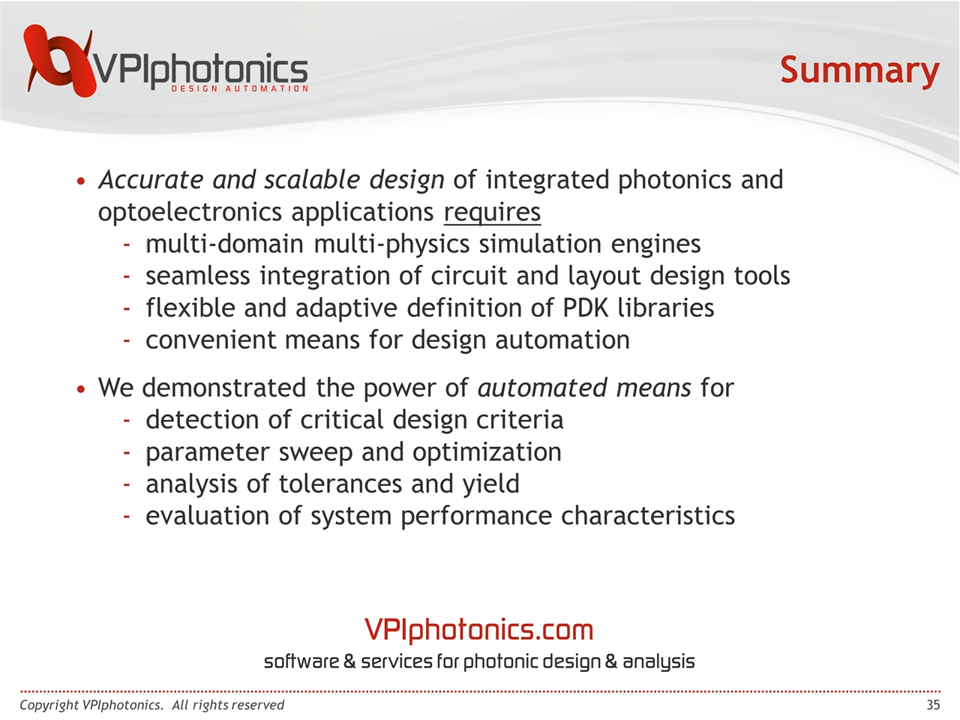 VPIphotonics
DESIGN AUTOMATION
Summary
• Accurate and scalable design of integrated photonics and
optoelectronics applications requires
- multi-domain multi-physics simulation engines
- seamless integration of circuit and layout design tools
- flexible and adaptive definition of PDK libraries
- convenient means for design automation
• We demonstrated the power of automated means for
- detection of critical design criteria
- parameter sweep and optimization
- analysis of tolerances and yield
- evaluation of system performance characteristics
VPIphotonics.com
software & services for photonic design & analysis
Copyright VPIphotonics. All rights reserved 35